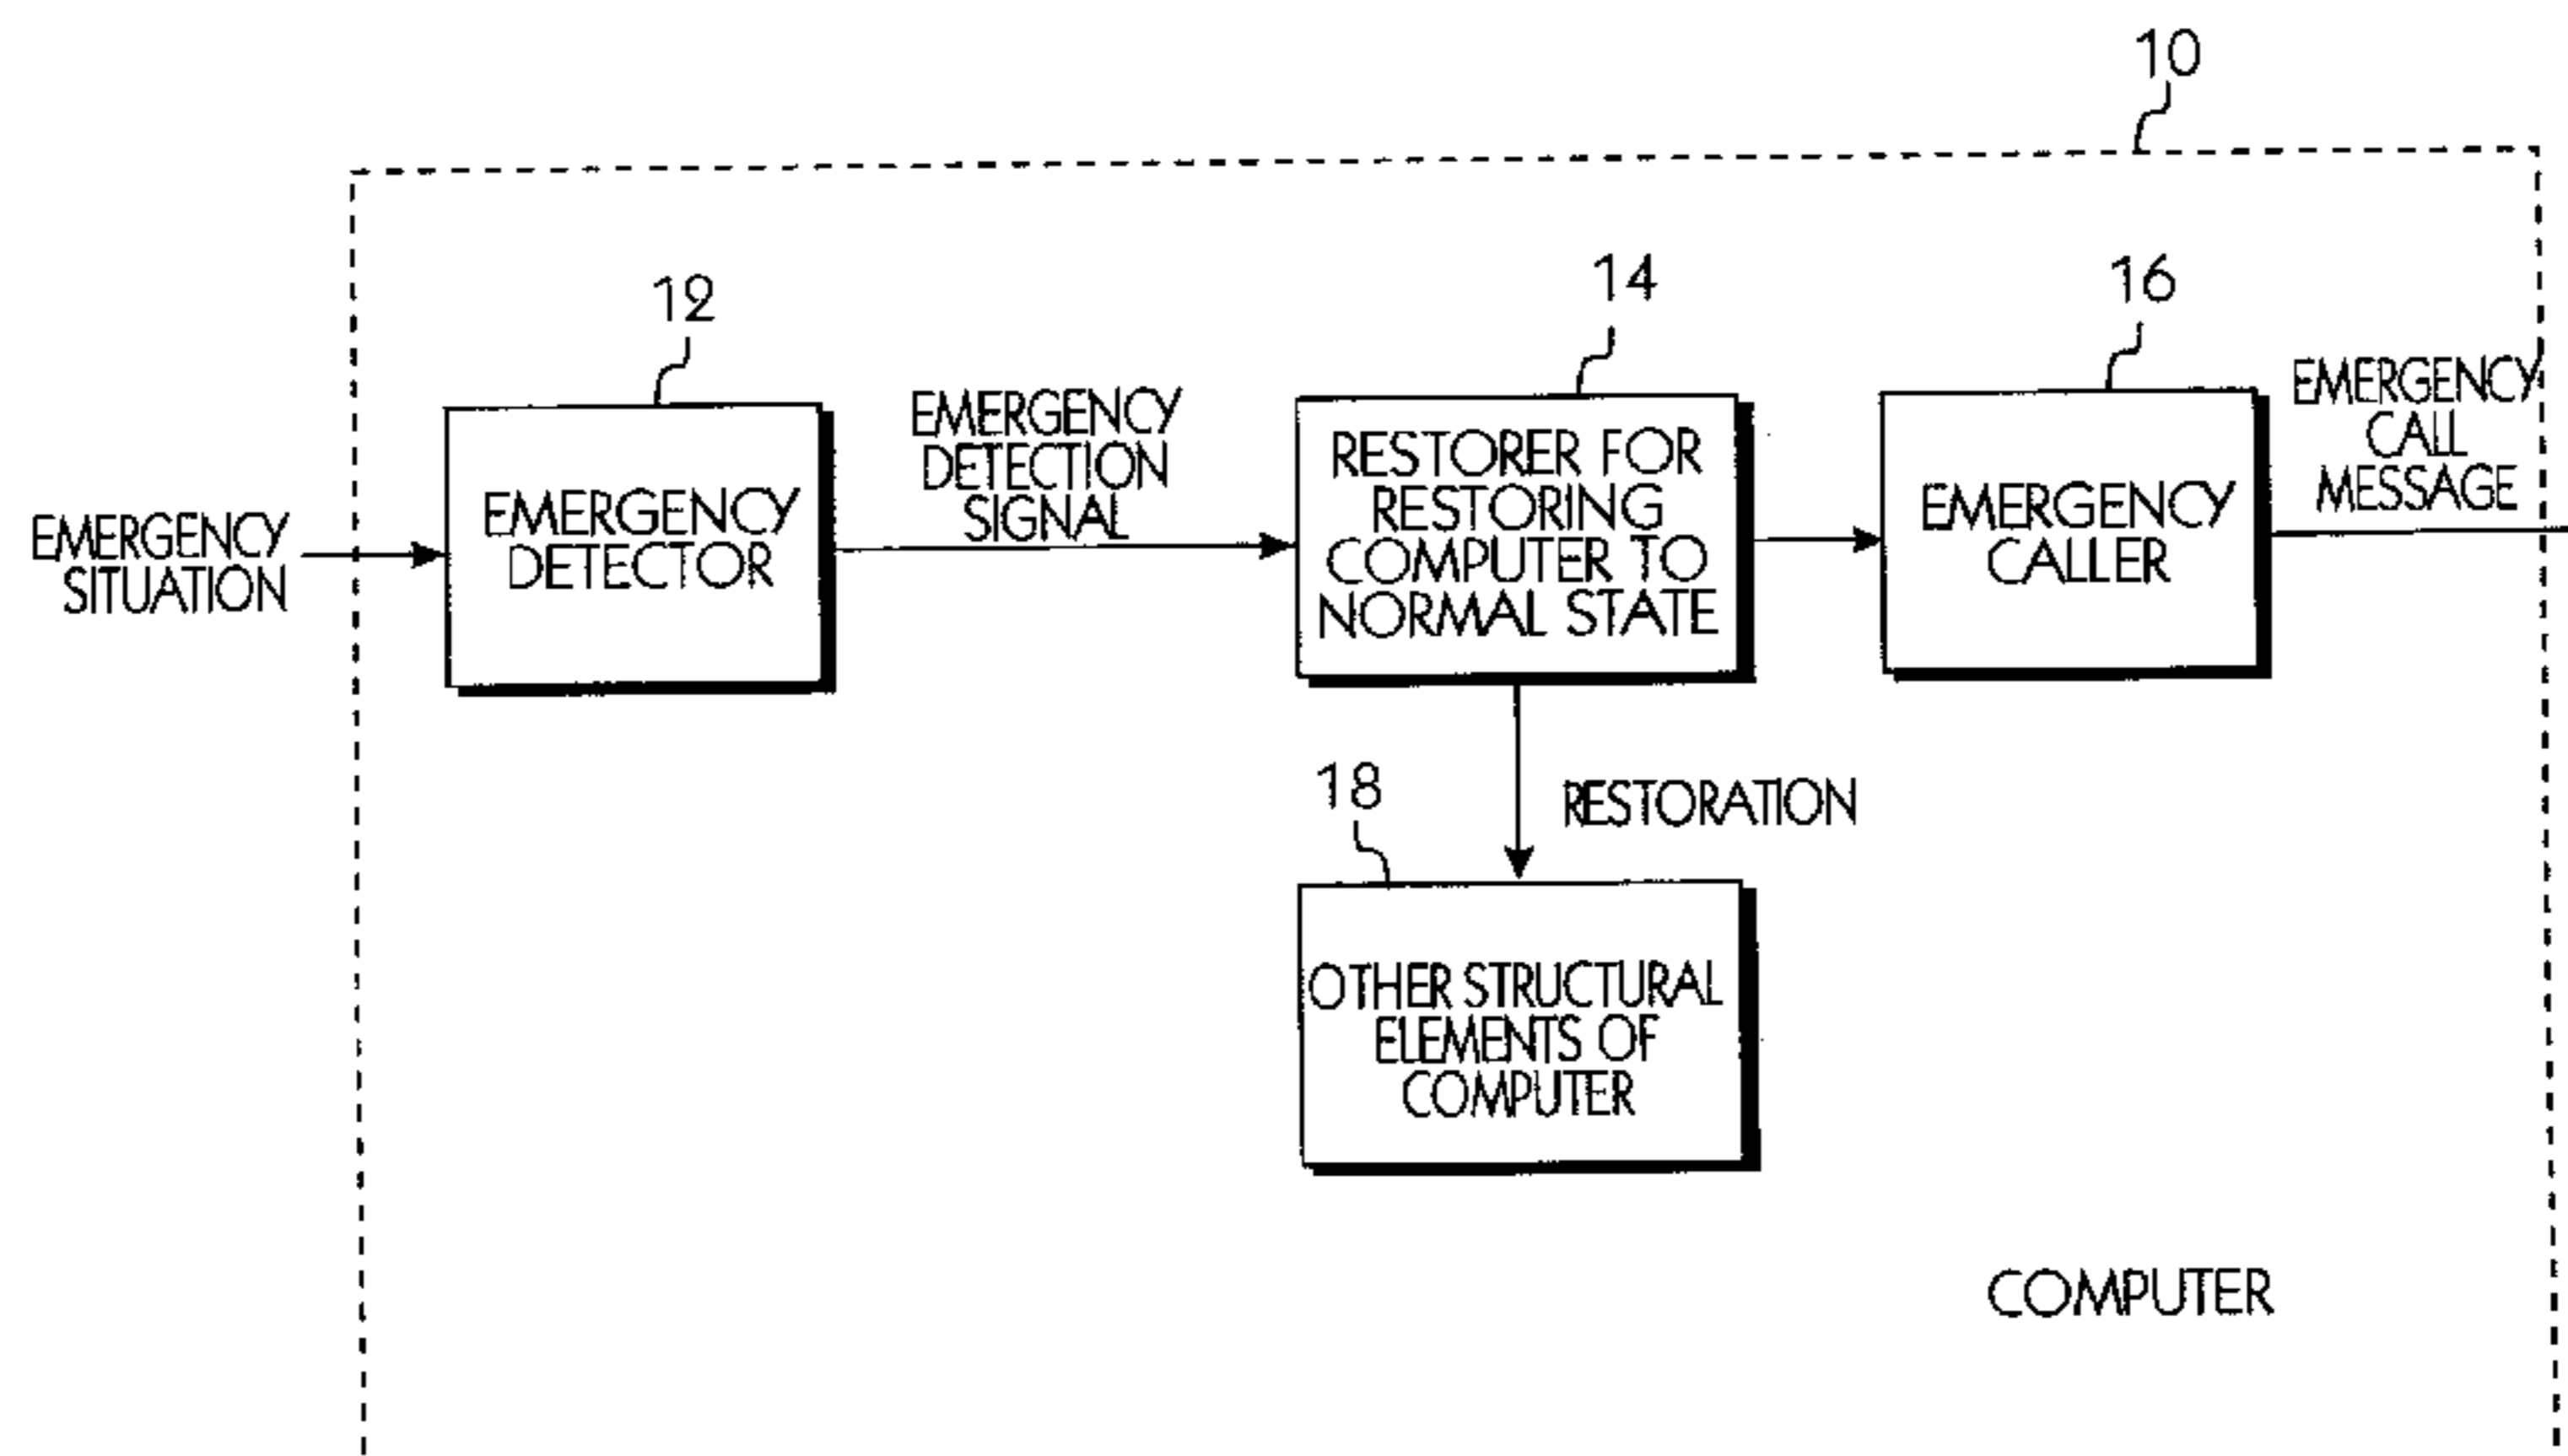 10
12
14
16
EMERGENCY
SITUATION
EMERGENCY
DETECTOR
EMERGENCY
DETECTION
SIGNAL
RESTORER FOR
RESTORING
COMPUTER TO
NORMAL STATE
EMERGENCY
CALLER
EMERGENCY
CALL
MESSAGE
18
RESTORATION
OTHER STRUCTURAL
ELEMENTS OF
COMPUTER
COMPUTER